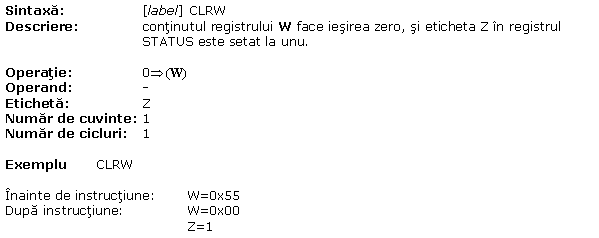 Sintaxă: [label] CLRW
Descriere: conţinutul registrului W face ieşirea zero, şi eticheta Z în registrul
STATUS este setat la unu.
Operaţie: 0⇒(W)
Operand: -
Etichetă: Z
Număr de cuvinte: 1
Număr de cicluri: 1
Exemplu CLRW
Înainte de instrucţiune: W=0x55
După instrucţiune: W=0x00
Z=1